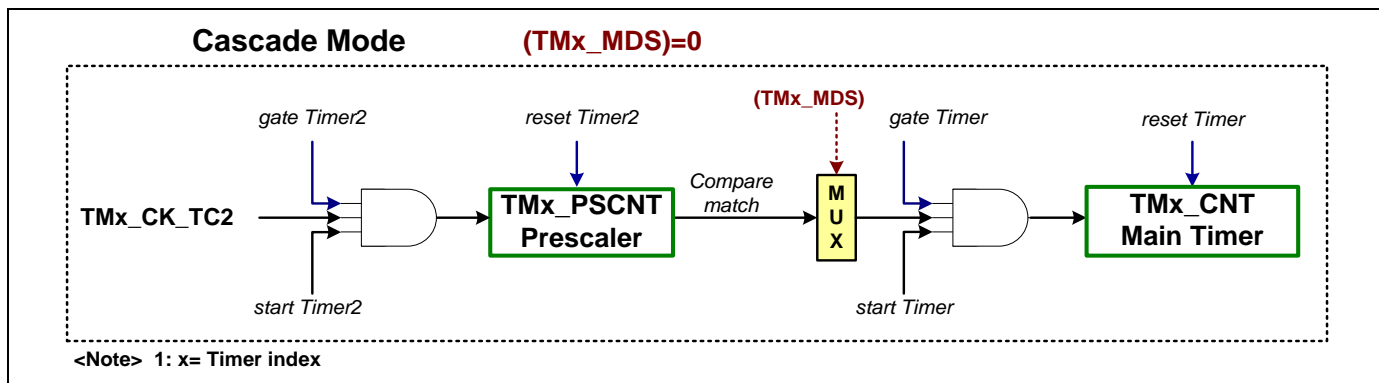 Cascade Mode (TMx_MDS)=0
(TMx_MDS)
gate Timer2
reset Timer2
gate Timer
reset Timer
TMx_CK_TC2
TMx_PSCNT
Prescaler
Compare
match
M
U
X
TMx_CNT
Main Timer
start Timer2
start Timer
<Note> 1: x= Timer index